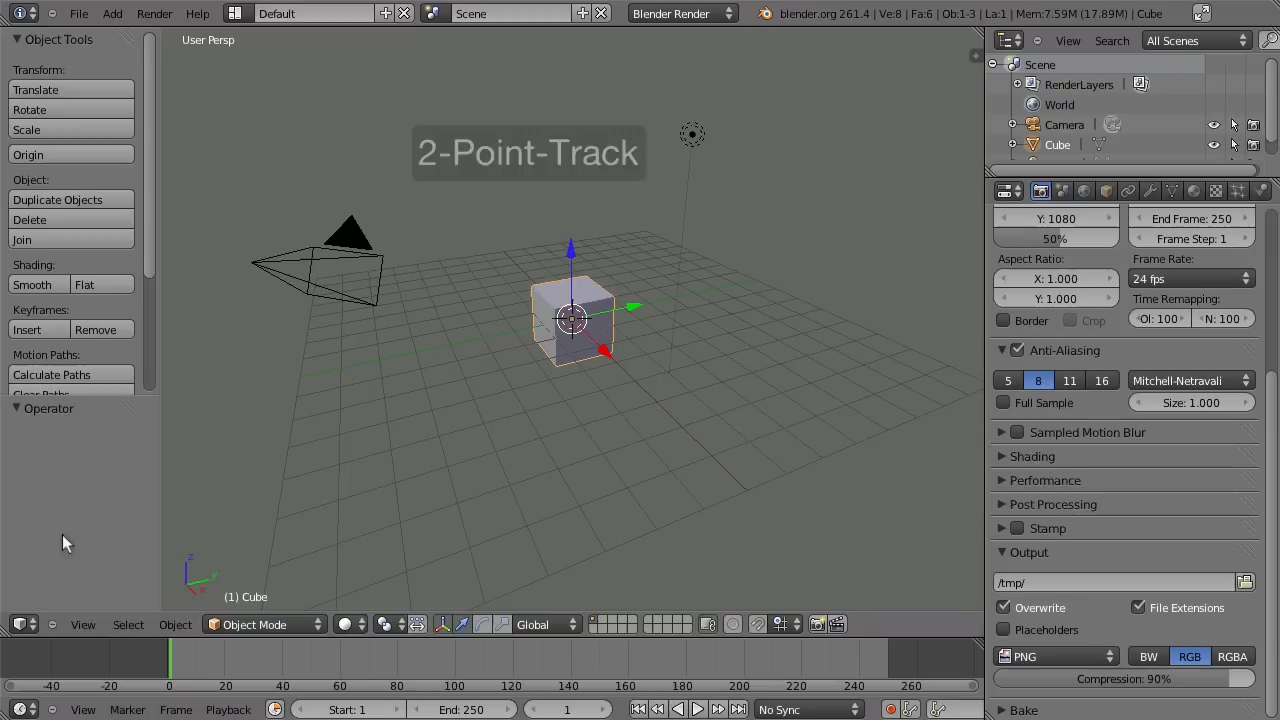 File Add Render Help Default Scene Blender Render blender.org 261.4 | Ve:8 | Fa:6 | Ob:1-3 | La:1 | Mem:7.59M (17.89M) | Cube
Object Tools
Transform:
Translate
Rotate
Scale
Origin
Object:
Duplicate Objects
Delete
Join
Shading:
Smooth Flat
Keyframes:
Insert Remove
Motion Paths:
Calculate Paths
Clear Paths
Operator
User Persp
2-Point-Track
z
y
x
(1) Cube
View Select Object Object Mode Global
-40 -20 0 20 40 60 80 100 120 140 160 180 200 220 240 260
View Marker Frame Playback Start: 1 End: 250 1 No Sync
View Search All Scenes
Scene
RenderLayers
World
Camera
Cube
Y: 1080 End Frame: 250
50% Frame Step: 1
Aspect Ratio: Frame Rate:
X: 1.000 24 fps
Y: 1.000 Time Remapping:
Border Crop Ol: 100 N: 100
Anti-Aliasing
5 8 11 16 Mitchell-Netravali
Full Sample Size: 1.000
Sampled Motion Blur
Shading
Performance
Post Processing
Stamp
Output
/tmp/
Overwrite File Extensions
Placeholders
PNG BW RGB RGBA
Compression: 90%
Bake